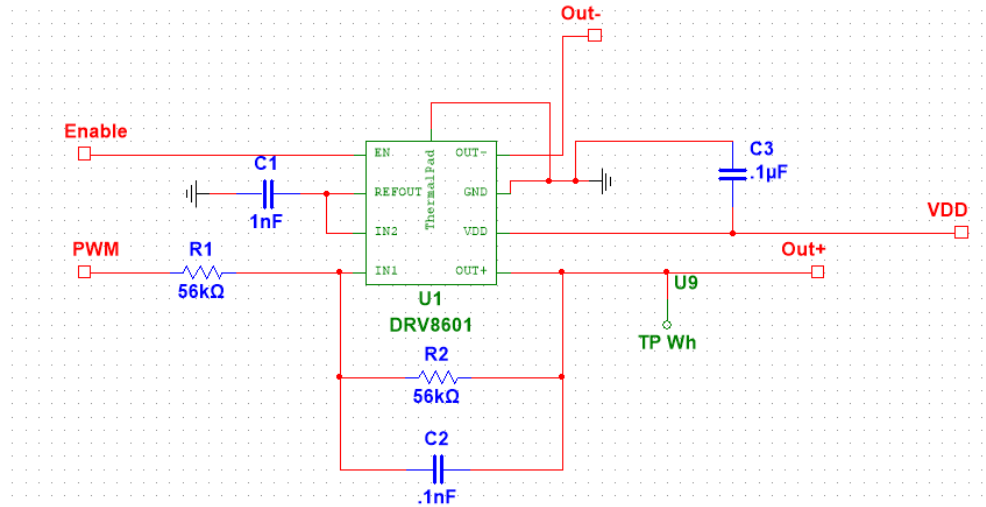 Out-
Enable
C1
1nF
C3
.1µF
EN
REFOUT
IN2
IN1
ThermalPad
OUT-
GND
VDD
OUT+
VDD
PWM
R1
56kΩ
Out+
U9
TP Wh
U1
DRV8601
R2
56kΩ
C2
.1nF